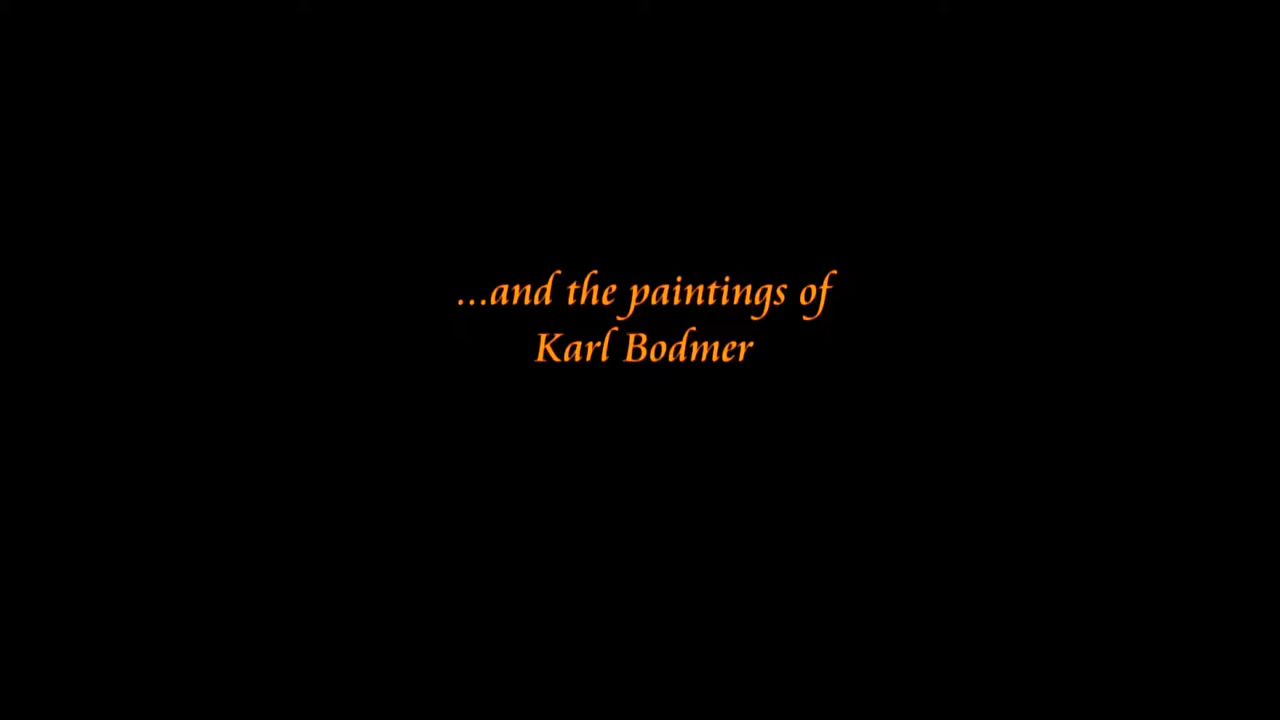 ...and the paintings of
Karl Bodmer